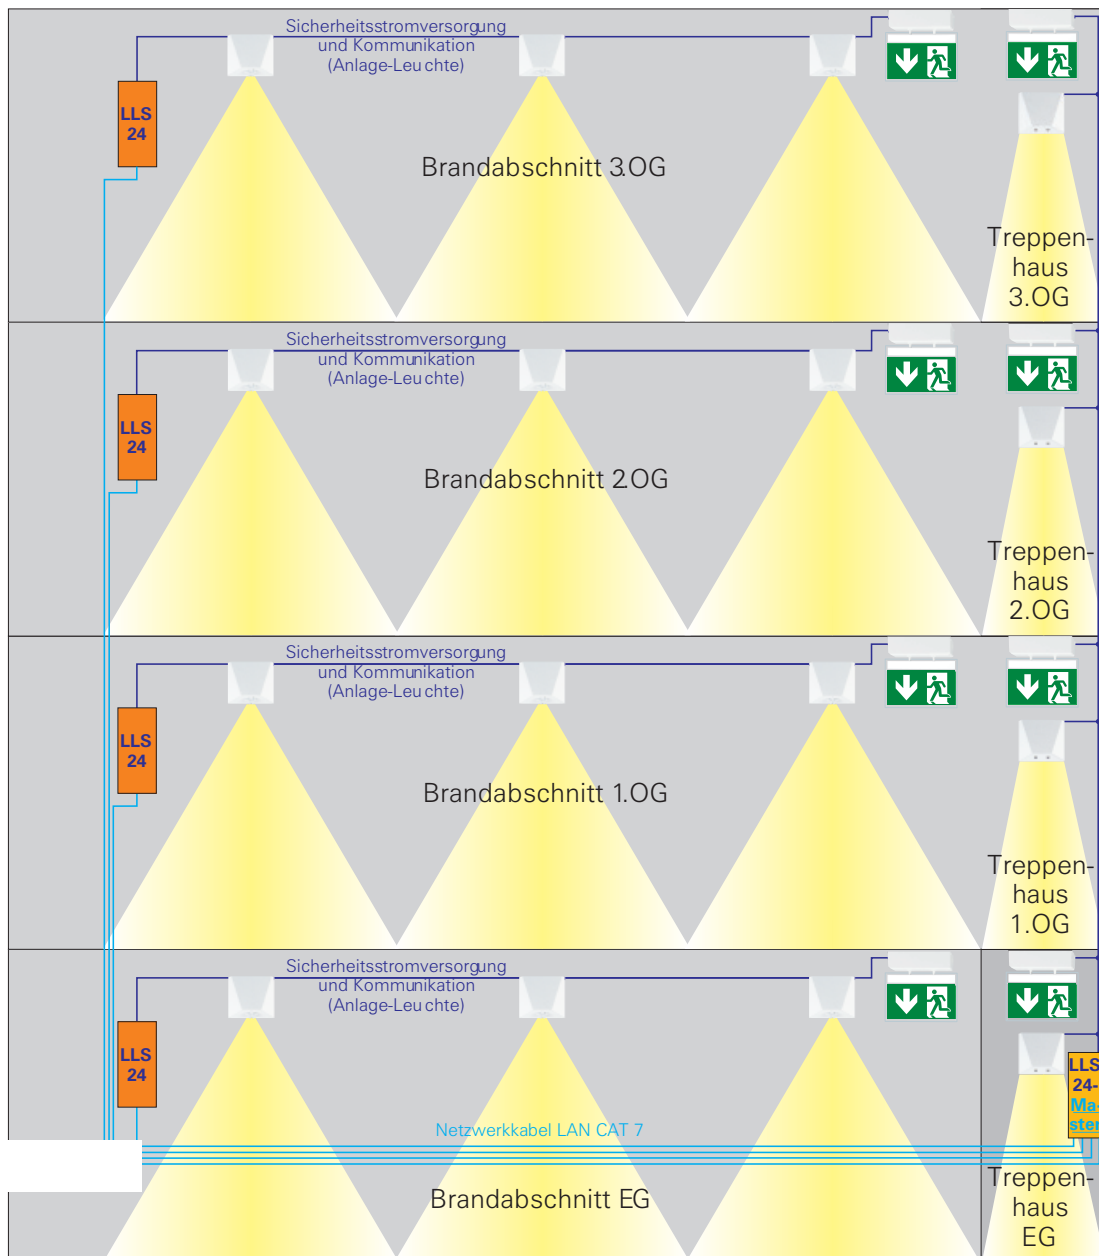 Sicherheitsstromversorgung
und Kommunikation
(Anlage-Leuchte)
LLS
24
Brandabschnitt 3.OG
Treppen-
haus
3.OG
Sicherheitsstromversorgung
und Kommunikation
(Anlage-Leuchte)
LLS
24
Brandabschnitt 2.OG
Treppen-
haus
2.OG
Sicherheitsstromversorgung
und Kommunikation
(Anlage-Leuchte)
LLS
24
Brandabschnitt 1.OG
Treppen-
haus
1.OG
Sicherheitsstromversorgung
und Kommunikation
(Anlage-Leuchte)
LLS
24
LLS
24-
Ma-
ster
Netzwerkkabel LAN CAT 7
Brandabschnitt EG
Treppen-
haus
EG